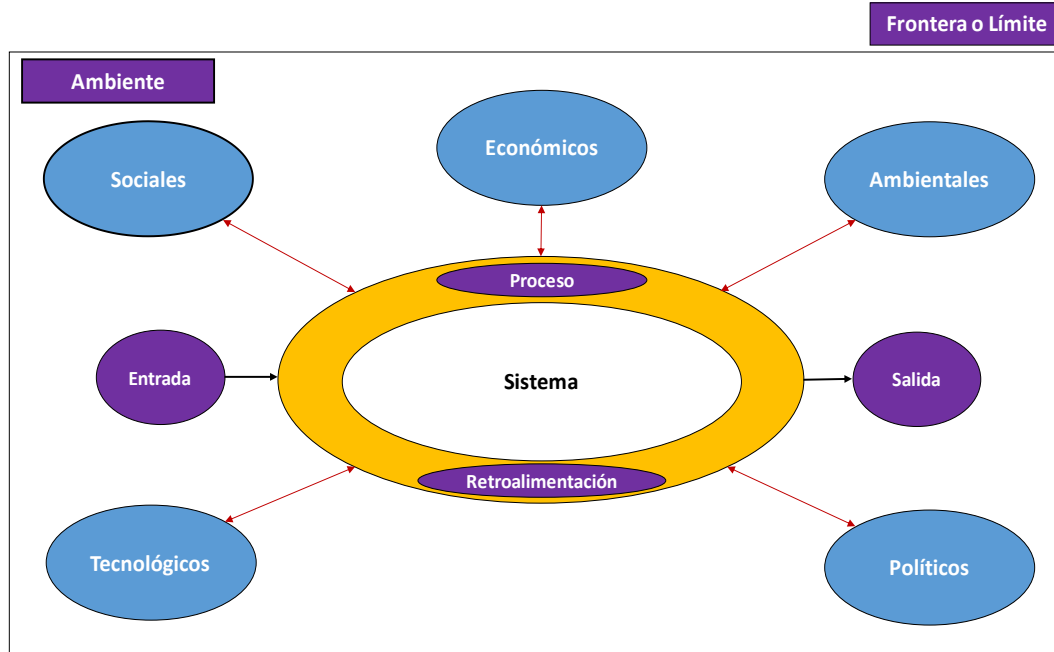 Frontera o Límite
Ambiente
Sociales
Económicos
Ambientales
Proceso
Entrada
Sistema
Salida
Retroalimentación
Tecnológicos
Políticos